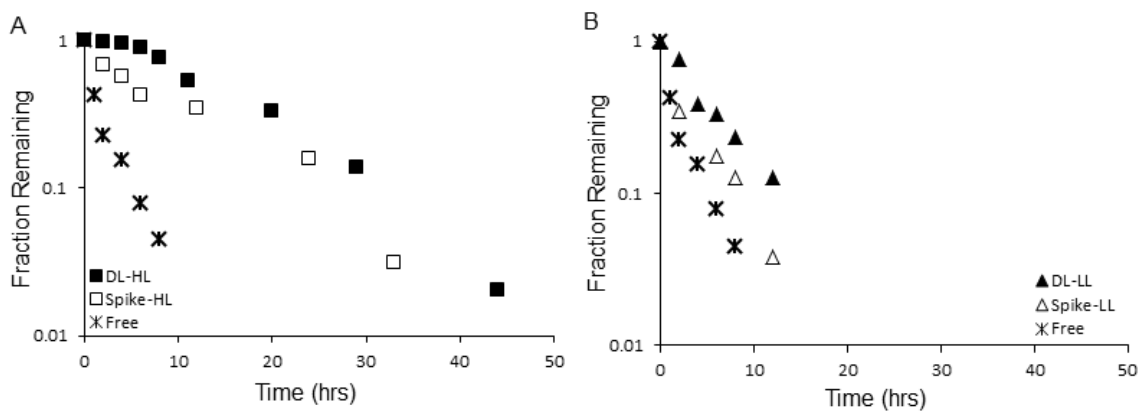 A
Fraction Remaining
1
0.1
0.01
DL-HL
Spike-HL
Free
0 10 20 30 40 50
Time (hrs)
B
Fraction Remaining
1
0.1
0.01
DL-LL
Spike-LL
Free
0 10 20 30 40 50
Time (hrs)